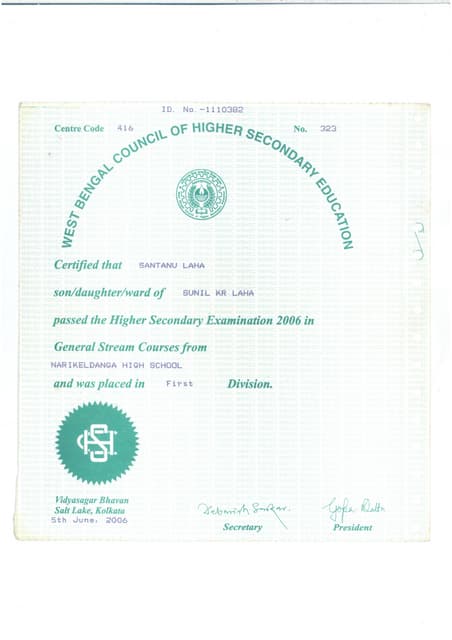 ID. No.-1110382
Centre Code 416 No. 323
WEST BENGAL COUNCIL OF HIGHER SECONDARY EDUCATION
Certified that SANTANU LAHA
son/daughter/ward of SUNIL KR LAHA
passed the Higher Secondary Examination 2006 in
General Stream Courses from
NARIKELDANGA HIGH SCHOOL
and was placed in First Division.
Vidyasagar Bhavan
Salt Lake, Kolkata
5th June, 2006
Debasish Sarkar.
Secretary President